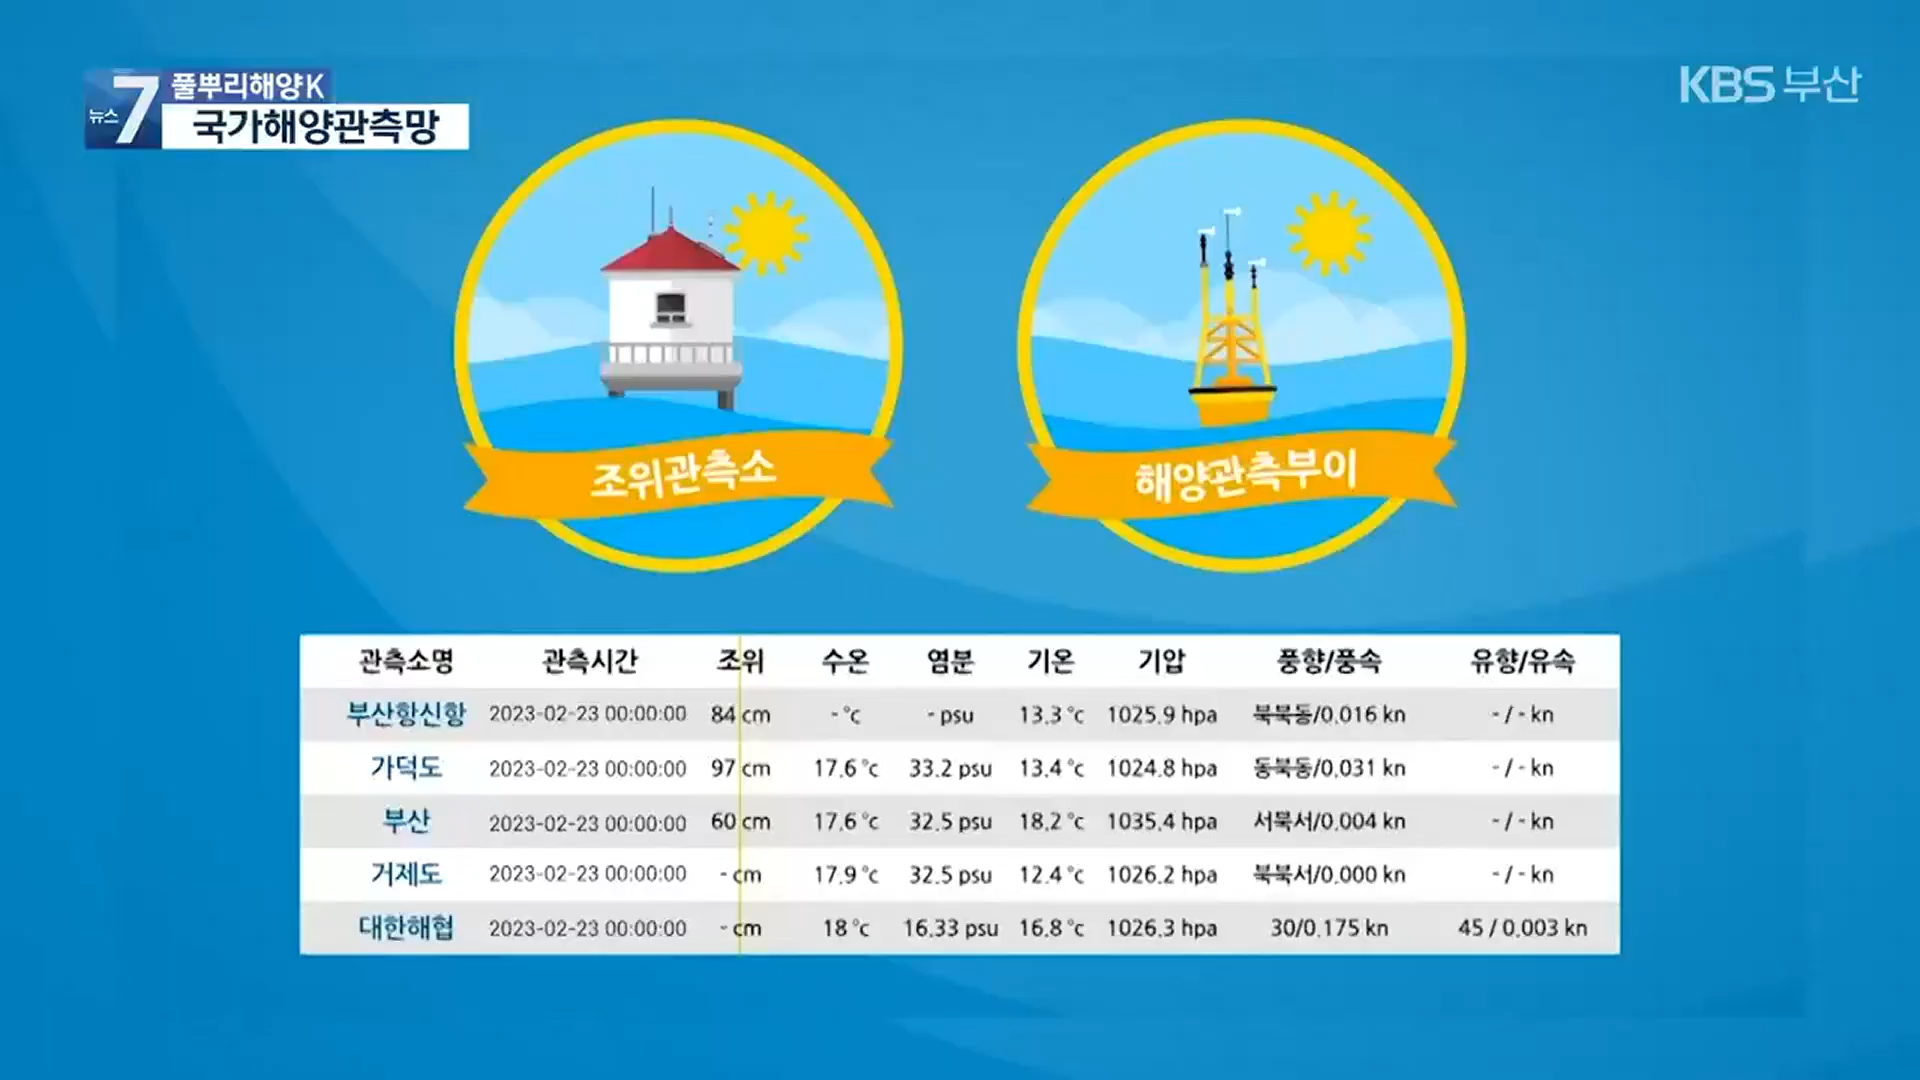 풀뿌리해양K
뉴스 7
국가해양관측망
KBS 부산
조위관측소
해양관측부이
관측소명 관측시간 조위 수온 염분 기온 기압 풍향/풍속 유향/유속
부산항신항 2023-02-23 00:00:00 84 cm - °c - psu 13.3 °c 1025.9 hpa 북북동/0.016 kn - / - kn
가덕도 2023-02-23 00:00:00 97 cm 17.6 °c 33.2 psu 13.4 °c 1024.8 hpa 동북동/0.031 kn - / - kn
부산 2023-02-23 00:00:00 60 cm 17.6 °c 32.5 psu 18.2 °c 1035.4 hpa 서북서/0.004 kn - / - kn
거제도 2023-02-23 00:00:00 - cm 17.9 °c 32.5 psu 12.4 °c 1026.2 hpa 북북서/0.000 kn - / - kn
대한해협 2023-02-23 00:00:00 - cm 18 °c 16.33 psu 16.8 °c 1026.3 hpa 30/0.175 kn 45 / 0.003 kn